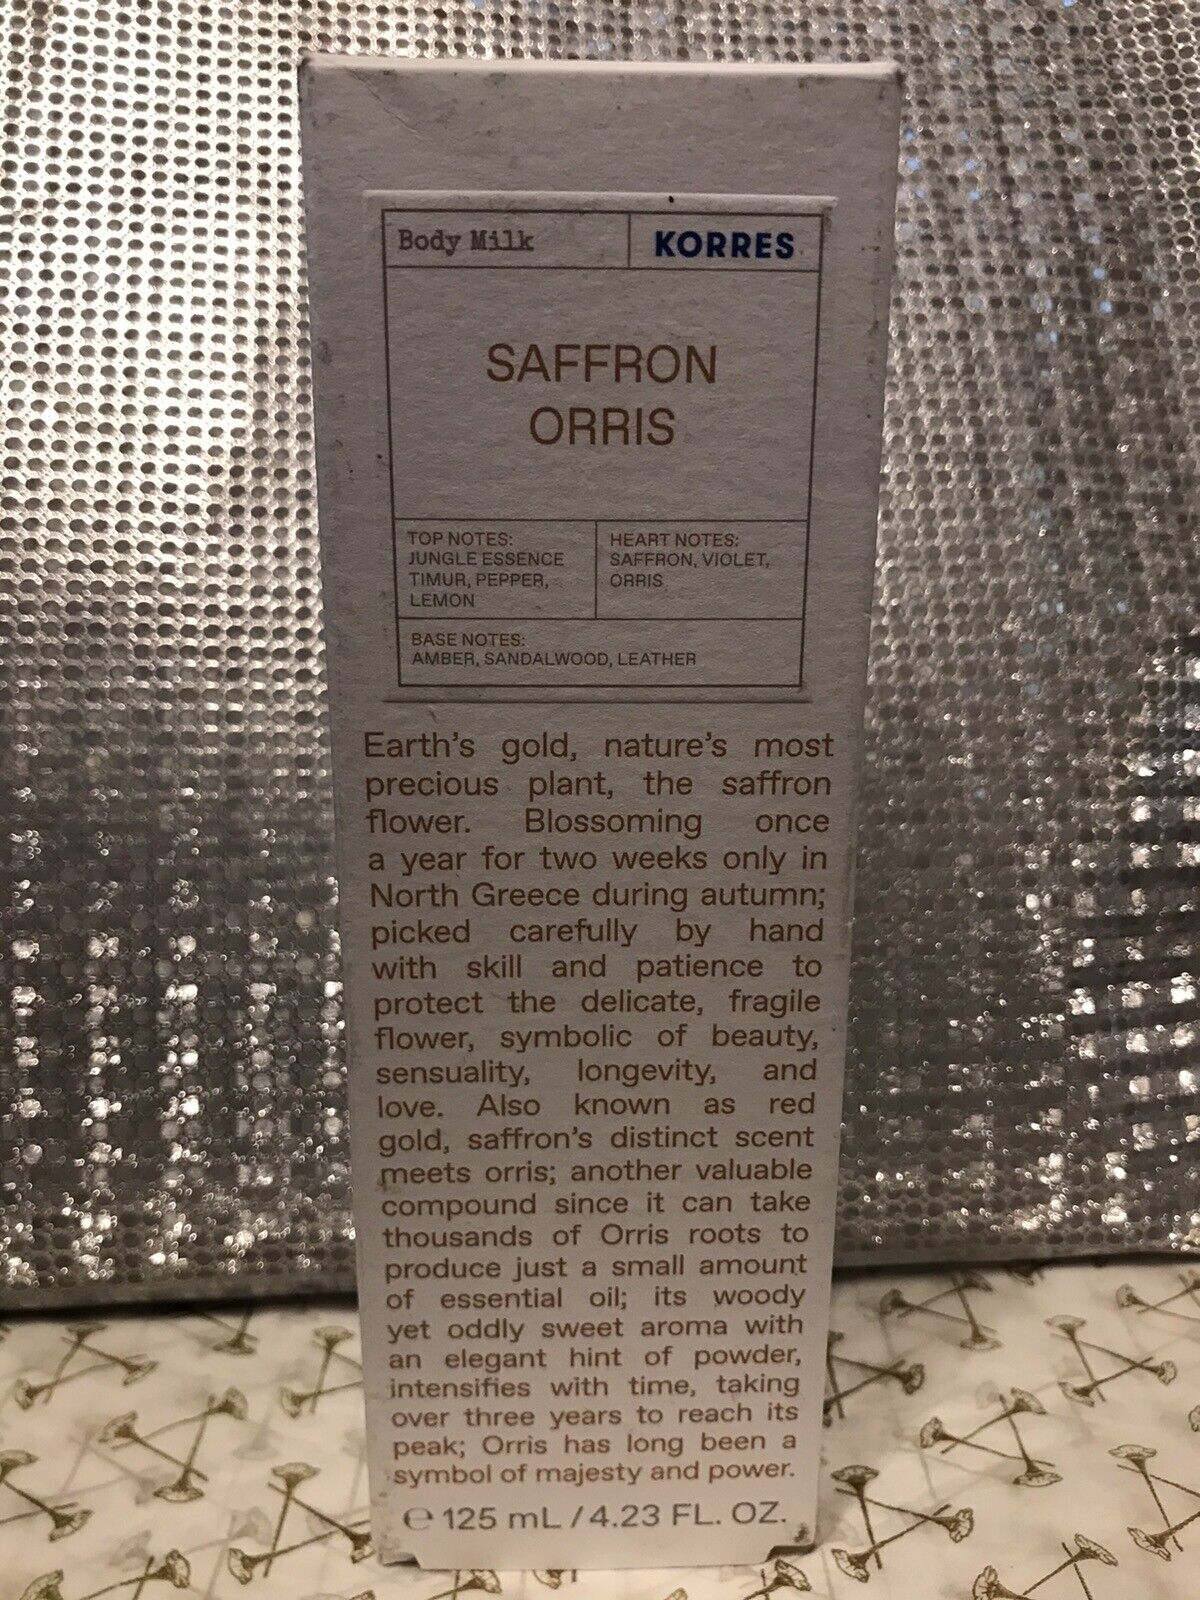 Body Milk
KORRES
SAFFRON
ORRIS
TOP NOTES:
JUNGLE ESSENCE
TIMUR, PEPPER,
LEMON
HEART NOTES:
SAFFRON, VIOLET,
ORRIS
BASE NOTES:
AMBER, SANDALWOOD, LEATHER
Earth's gold, nature's most
precious plant, the saffron
flower. Blossoming once
a year for two weeks only in
North Greece during autumn;
picked carefully by hand
with skill and patience to
protect the delicate, fragile
flower, symbolic of beauty,
sensuality, longevity, and
love. Also known as red
gold, saffron's distinct scent
meets orris; another valuable
compound since it can take
thousands of Orris roots to
produce just a small amount
of essential oil; its woody
yet oddly sweet aroma with
an elegant hint of powder,
intensifies with time, taking
over three years to reach its
peak; Orris has long been a
symbol of majesty and power.
℮ 125 mL / 4.23 FL. OZ.